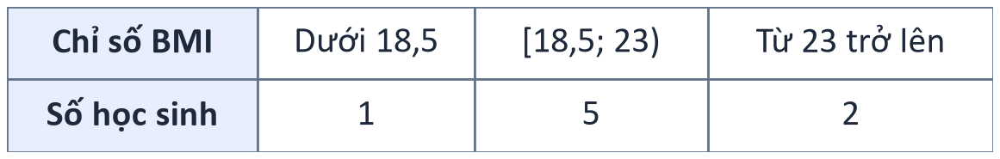 Chỉ số BMI Dưới 18,5 [18,5; 23) Từ 23 trở lên
Số học sinh 1 5 2